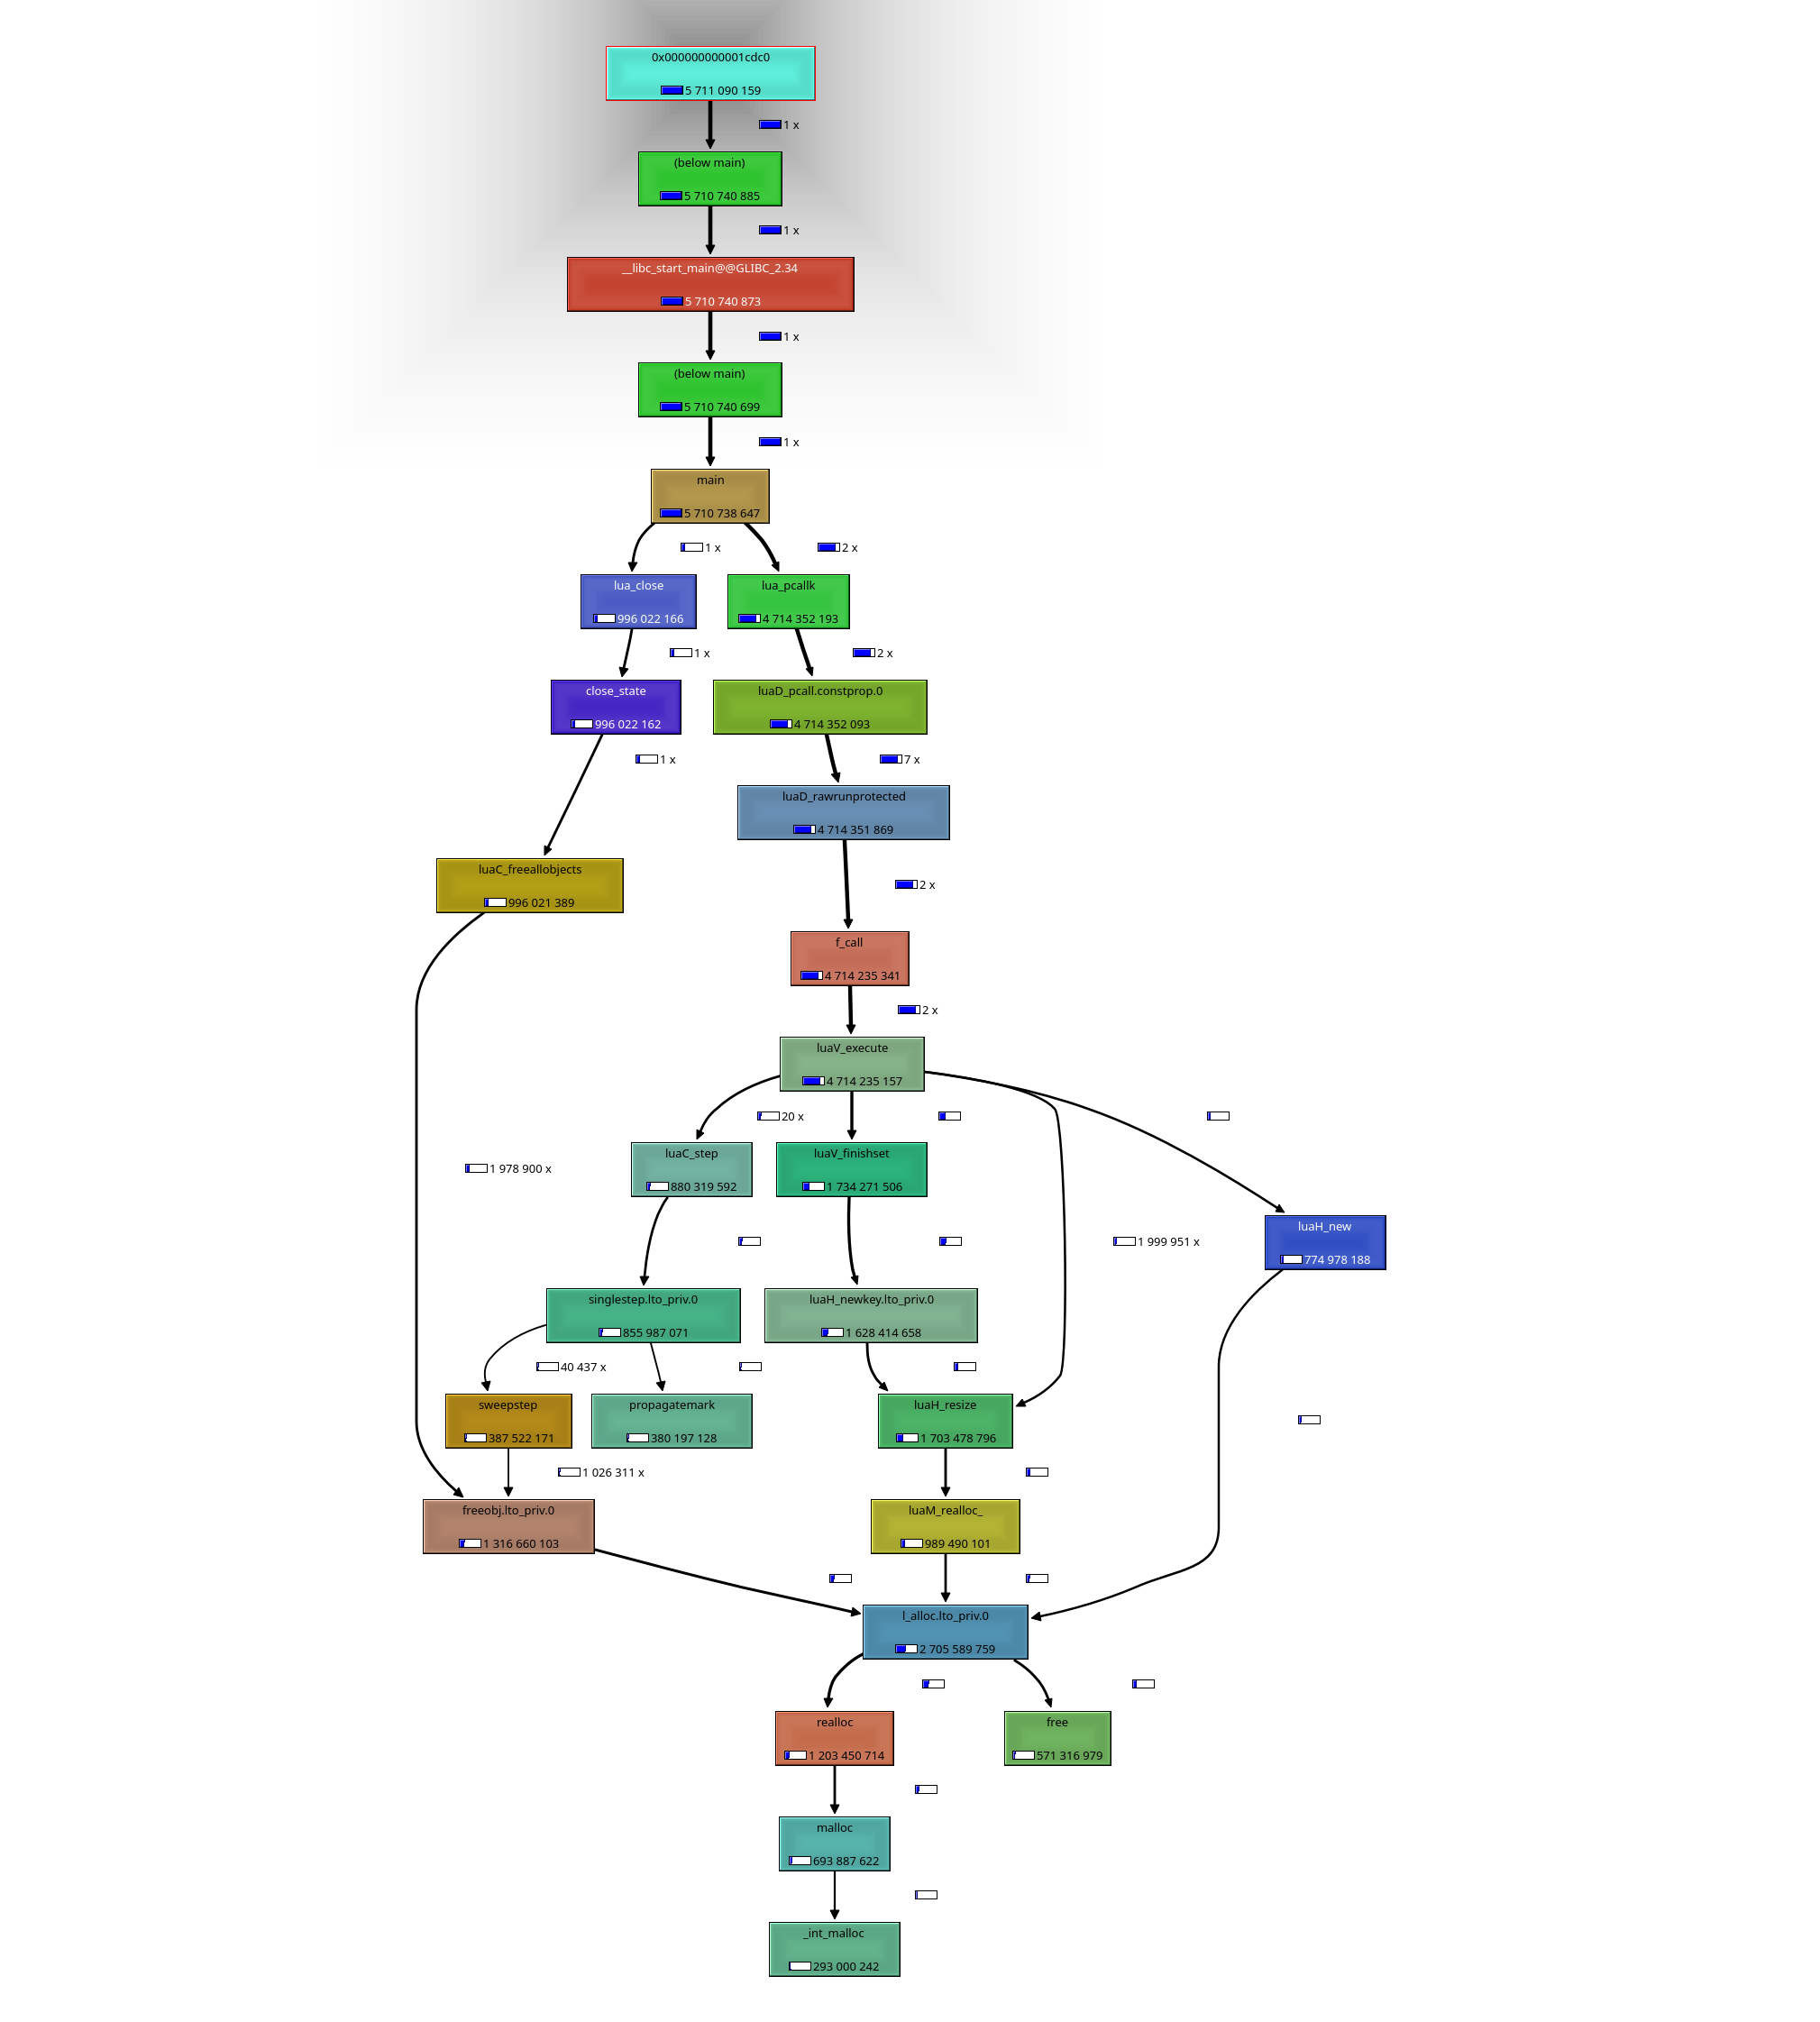 0x000000000001cdc0
5 711 090 159
1 x
(below main)
5 710 740 885
1 x
__libc_start_main@@GLIBC_2.34
5 710 740 873
1 x
(below main)
5 710 740 699
1 x
main
5 710 738 647
1 x
2 x
lua_close
996 022 166
lua_pcallk
4 714 352 193
1 x
2 x
close_state
996 022 162
luaD_pcall.constprop.0
4 714 352 093
1 x
7 x
luaD_rawrunprotected
4 714 351 869
luaC_freeallobjects
996 021 389
2 x
f_call
4 714 235 341
2 x
luaV_execute
4 714 235 157
20 x
luaC_step
880 319 592
luaV_finishset
1 734 271 506
1 978 900 x
luaH_new
774 978 188
1 999 951 x
singlestep.lto_priv.0
855 987 071
luaH_newkey.lto_priv.0
1 628 414 658
40 437 x
sweepstep
387 522 171
propagatemark
380 197 128
luaH_resize
1 703 478 796
1 026 311 x
freeobj.lto_priv.0
1 316 660 103
luaM_realloc_
989 490 101
l_alloc.lto_priv.0
2 705 589 759
realloc
1 203 450 714
free
571 316 979
malloc
693 887 622
_int_malloc
293 000 242